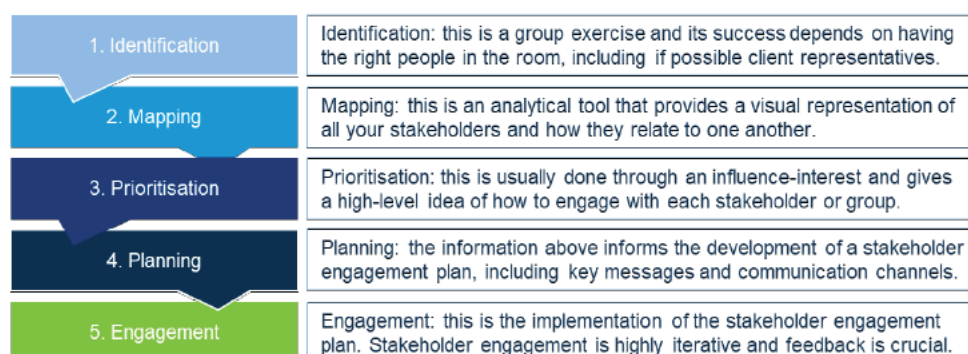 1. Identification
Identification: this is a group exercise and its success depends on having
the right people in the room, including if possible client representatives.
2. Mapping
Mapping: this is an analytical tool that provides a visual representation of
all your stakeholders and how they relate to one another.
3. Prioritisation
Prioritisation: this is usually done through an influence-interest and gives
a high-level idea of how to engage with each stakeholder or group.
4. Planning
Planning: the information above informs the development of a stakeholder
engagement plan, including key messages and communication channels.
5. Engagement
Engagement: this is the implementation of the stakeholder engagement
plan. Stakeholder engagement is highly iterative and feedback is crucial.